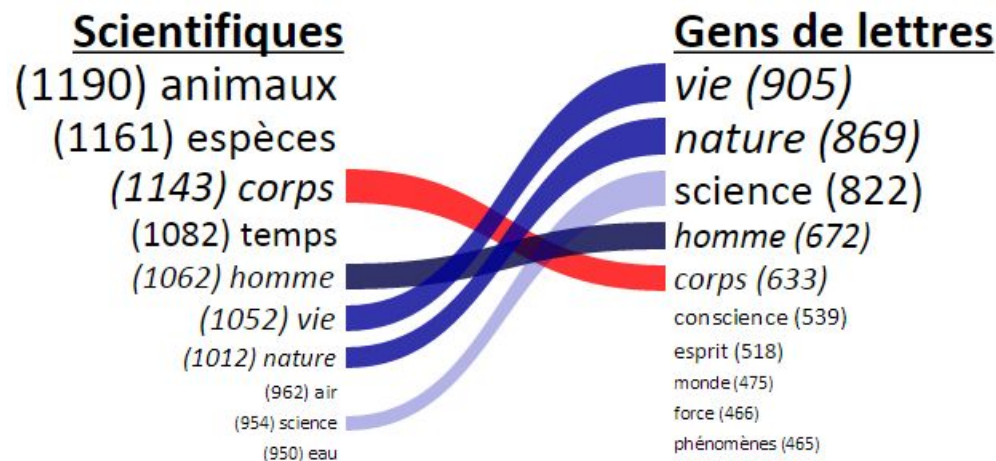 Scientifiques
(1190) animaux
(1161) espèces
(1143) corps
(1082) temps
(1062) homme
(1052) vie
(1012) nature
(962) air
(954) science
(950) eau
Gens de lettres
vie (905)
nature (869)
science (822)
homme (672)
corps (633)
conscience (539)
esprit (518)
monde (475)
force (466)
phénomènes (465)